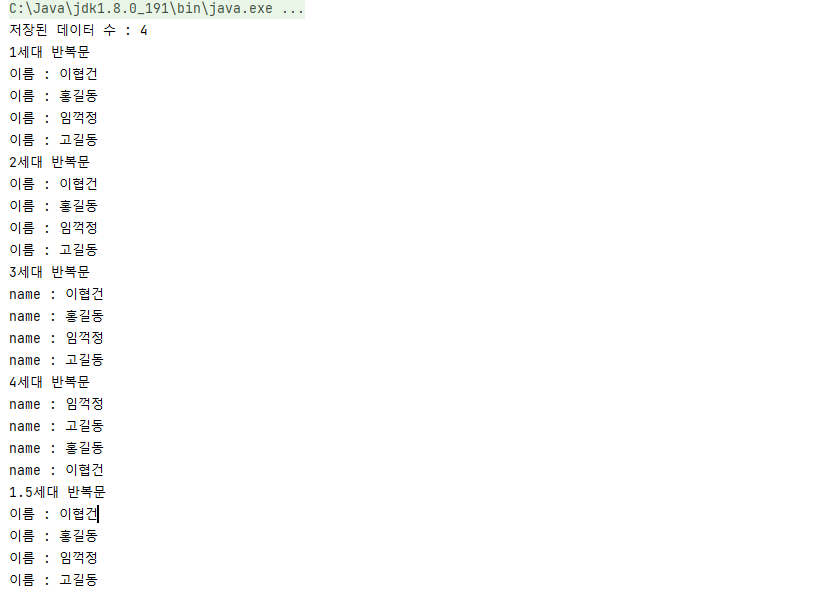 C:\Java\jdk1.8.0_191\bin\java.exe ...
저장된 데이터 수 : 4
1세대 반복문
이름 : 이협건
이름 : 홍길동
이름 : 임꺽정
이름 : 고길동
2세대 반복문
이름 : 이협건
이름 : 홍길동
이름 : 임꺽정
이름 : 고길동
3세대 반복문
name : 이협건
name : 홍길동
name : 임꺽정
name : 고길동
4세대 반복문
name : 임꺽정
name : 고길동
name : 홍길동
name : 이협건
1.5세대 반복문
이름 : 이협건
이름 : 홍길동
이름 : 임꺽정
이름 : 고길동